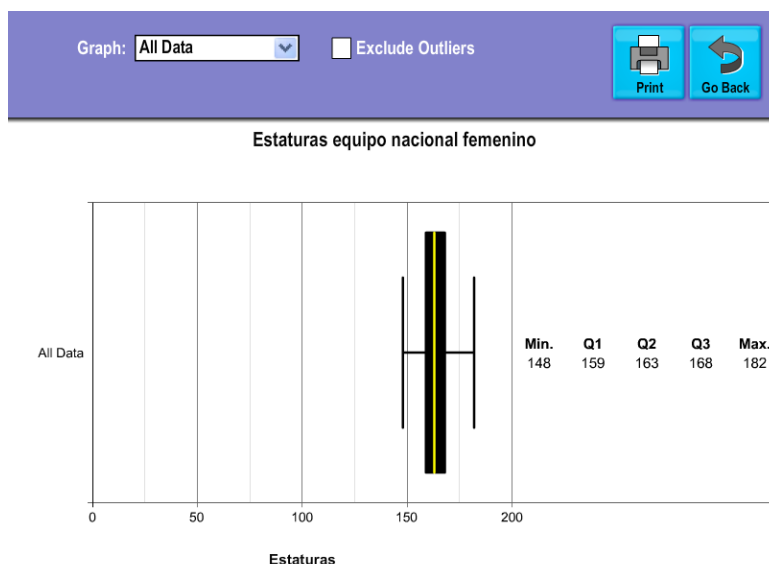 Graph: All Data Exclude Outliers
Print Go Back
Estaturas equipo nacional femenino
All Data
Min. Q1 Q2 Q3 Max.
148 159 163 168 182
0 50 100 150 200
Estaturas